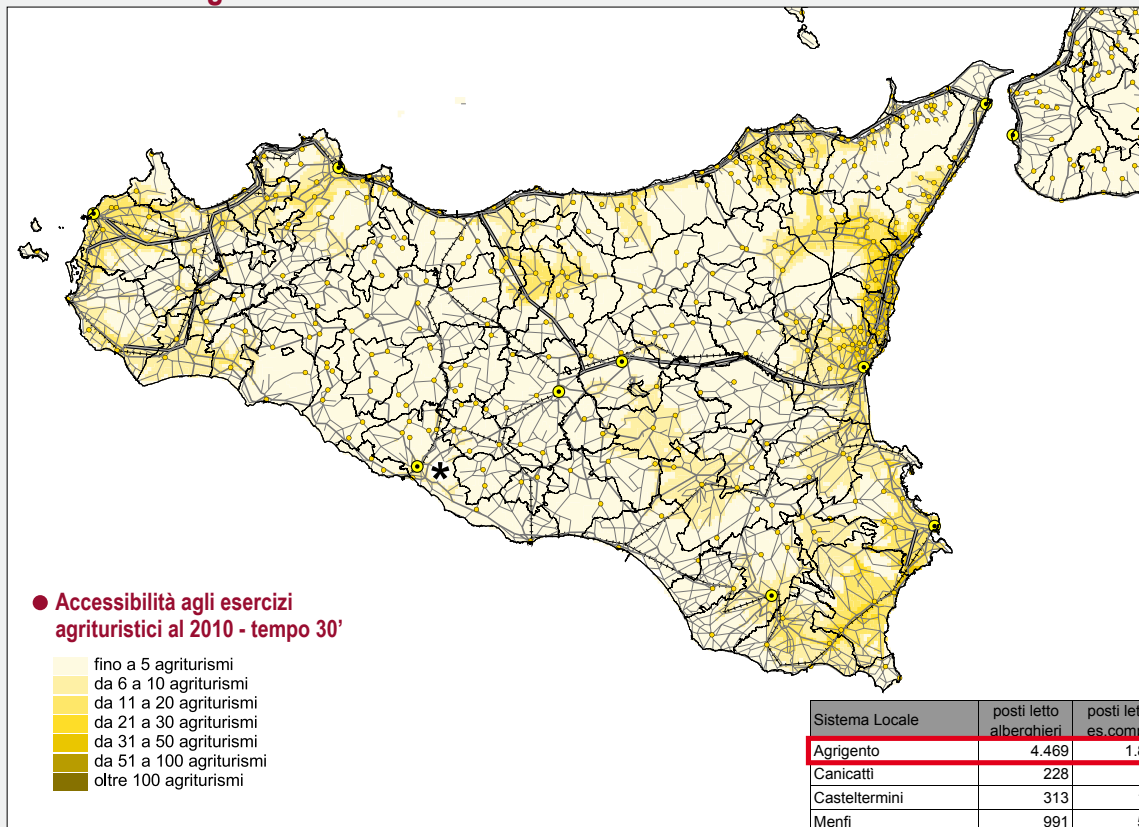 ● Accessibilità agli esercizi
agrituristici al 2010 - tempo 30'
fino a 5 agriturismi
da 6 a 10 agriturismi
da 11 a 20 agriturismi
da 21 a 30 agriturismi
da 31 a 50 agriturismi
da 51 a 100 agriturismi
oltre 100 agriturismi
*
Sistema Locale posti letto alberghieri posti
Agrigento 4.469
Canicattì 228
Casteltermini 313
Menfi 991